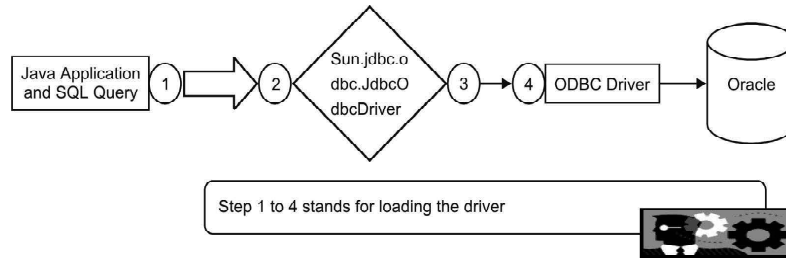 Java Application
and SQL Query
1
2
Sun.jdbc.o
dbc.JdbcO
dbcDriver
3
4
ODBC Driver
Oracle
Step 1 to 4 stands for loading the driver